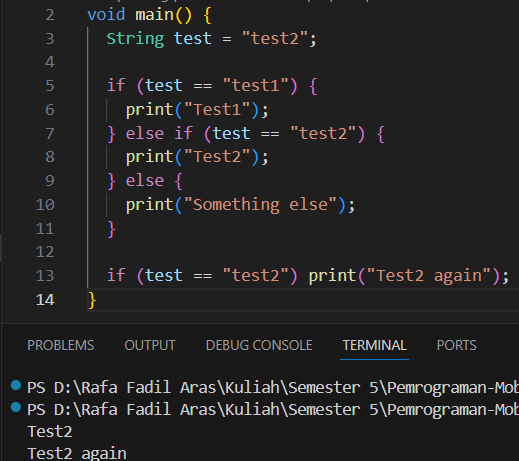 2 void main() {
3   String test = "test2";
4
5   if (test == "test1") {
6     print("Test1");
7   } else if (test == "test2") {
8     print("Test2");
9   } else {
10     print("Something else");
11   }
12
13   if (test == "test2") print("Test2 again");
14 }
PROBLEMS OUTPUT DEBUG CONSOLE TERMINAL PORTS
PS D:\Rafa Fadil Aras\Kuliah\Semester 5\Pemrograman-Mob
PS D:\Rafa Fadil Aras\Kuliah\Semester 5\Pemrograman-Mob
Test2
Test2 again